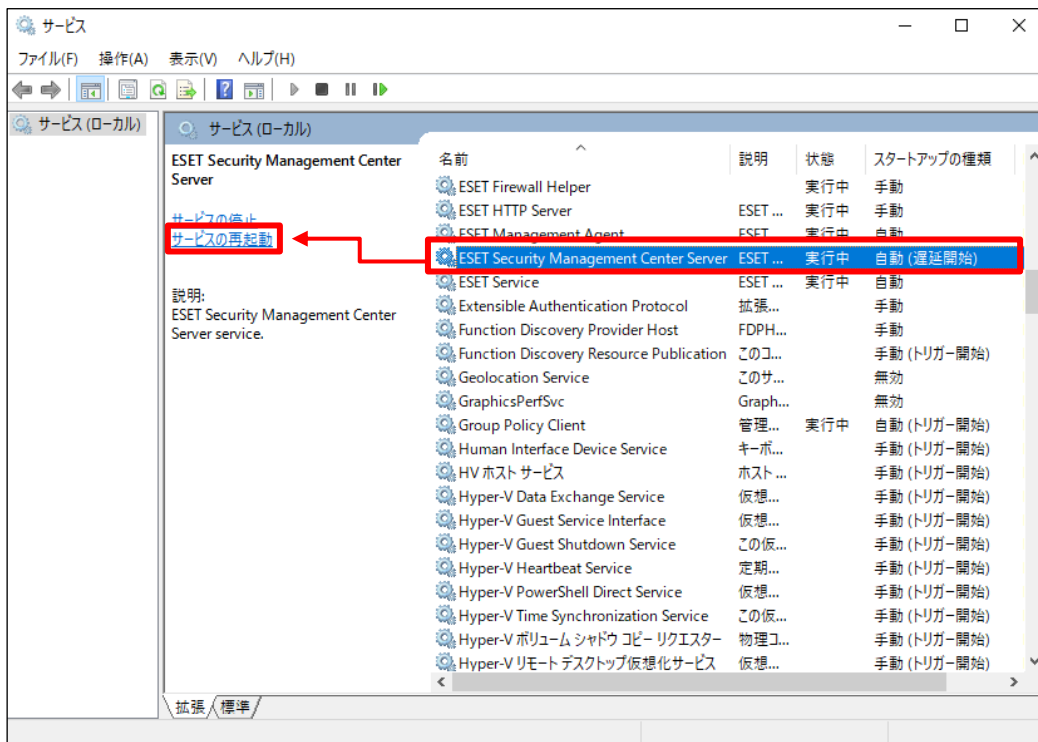 サービス
ファイル(F) 操作(A) 表示(V) ヘルプ(H)
サービス (ローカル)
サービス (ローカル)
ESET Security Management Center
Server
サービスの停止
サービスの再起動
説明:
ESET Security Management Center
Server service.
名前 説明 状態 スタートアップの種類
ESET Firewall Helper 実行中 手動
ESET HTTP Server ESET ... 実行中 手動
ESET Management Agent ESET ... 実行中 自動
ESET Security Management Center Server ESET ... 実行中 自動 (遅延開始)
ESET Service ESET ... 実行中 自動
Extensible Authentication Protocol 拡張... 手動
Function Discovery Provider Host FDPH... 手動
Function Discovery Resource Publication このコ... 手動 (トリガー開始)
Geolocation Service このサ... 無効
GraphicsPerfSvc Graph... 無効
Group Policy Client 管理... 実行中 自動 (トリガー開始)
Human Interface Device Service キーボ... 手動 (トリガー開始)
HV ホスト サービス ホスト ... 手動 (トリガー開始)
Hyper-V Data Exchange Service 仮想... 手動 (トリガー開始)
Hyper-V Guest Service Interface 仮想... 手動 (トリガー開始)
Hyper-V Guest Shutdown Service この仮... 手動 (トリガー開始)
Hyper-V Heartbeat Service 定期... 手動 (トリガー開始)
Hyper-V PowerShell Direct Service 仮想... 手動 (トリガー開始)
Hyper-V Time Synchronization Service この仮... 手動 (トリガー開始)
Hyper-V ボリューム シャドウ コピー リクエスター 物理コ... 手動 (トリガー開始)
Hyper-V リモート デスクトップ仮想化サービス 仮想... 手動 (トリガー開始)
拡張 標準